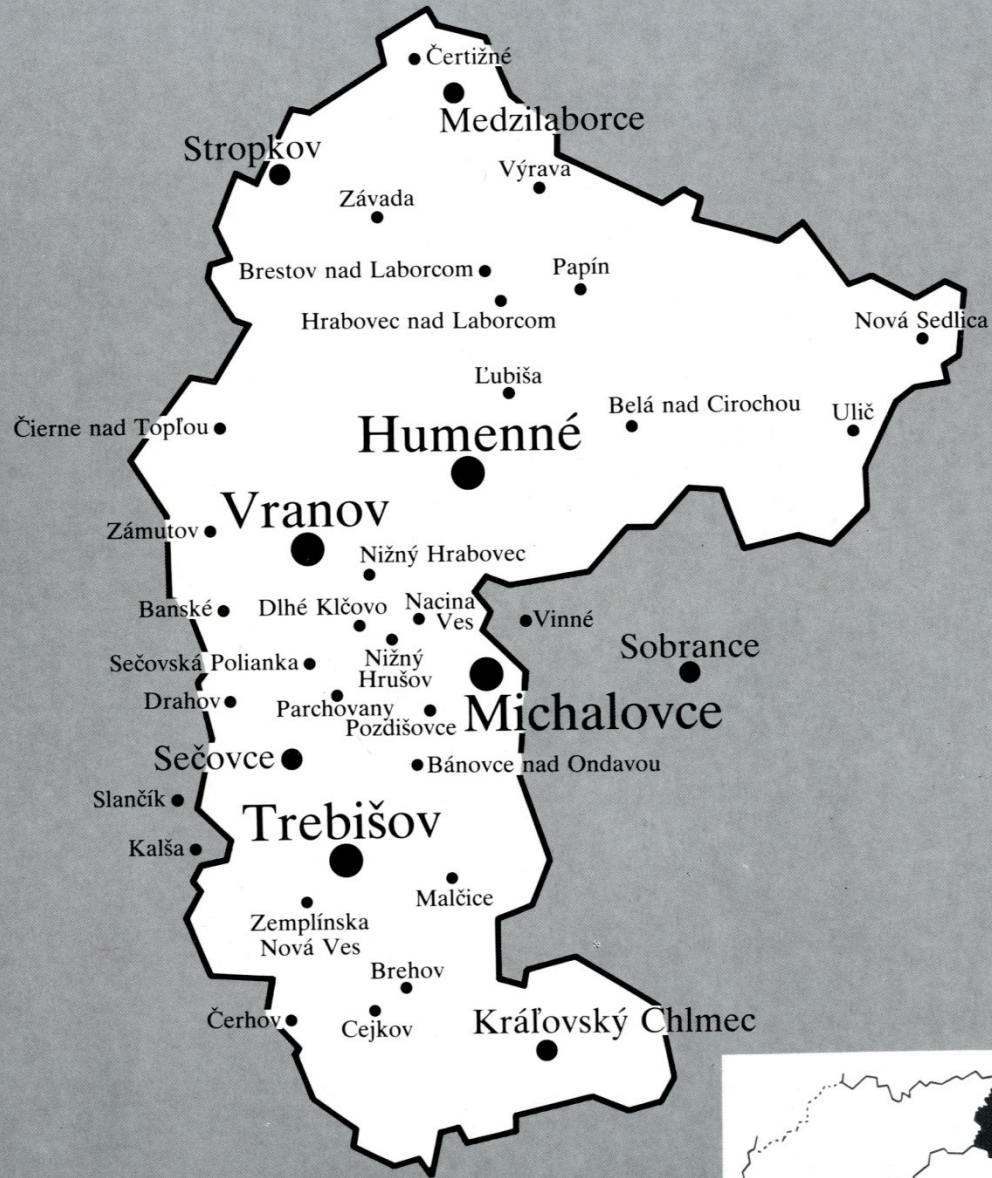 Čertižné
Medzilaborce
Stropkov
Výrava
Závada
Brestov nad Laborcom
Papín
Hrabovec nad Laborcom
Nová Sedlica
Ľubiša
Belá nad Cirochou
Ulič
Čierne nad Topľou
Humenné
Vranov
Zámutov
Nižný Hrabovec
Banské
Dlhé Klčovo
Nacina
Ves
Vinné
Sečovská Polianka
Nižný
Hrušov
Sobrance
Drahov
Parchovany
Pozdišovce
Michalovce
Sečovce
Bánovce nad Ondavou
Slančík
Trebišov
Kalša
Malčice
Zemplínska
Nová Ves
Brehov
Čerhov
Cejkov
Kráľovský Chlmec